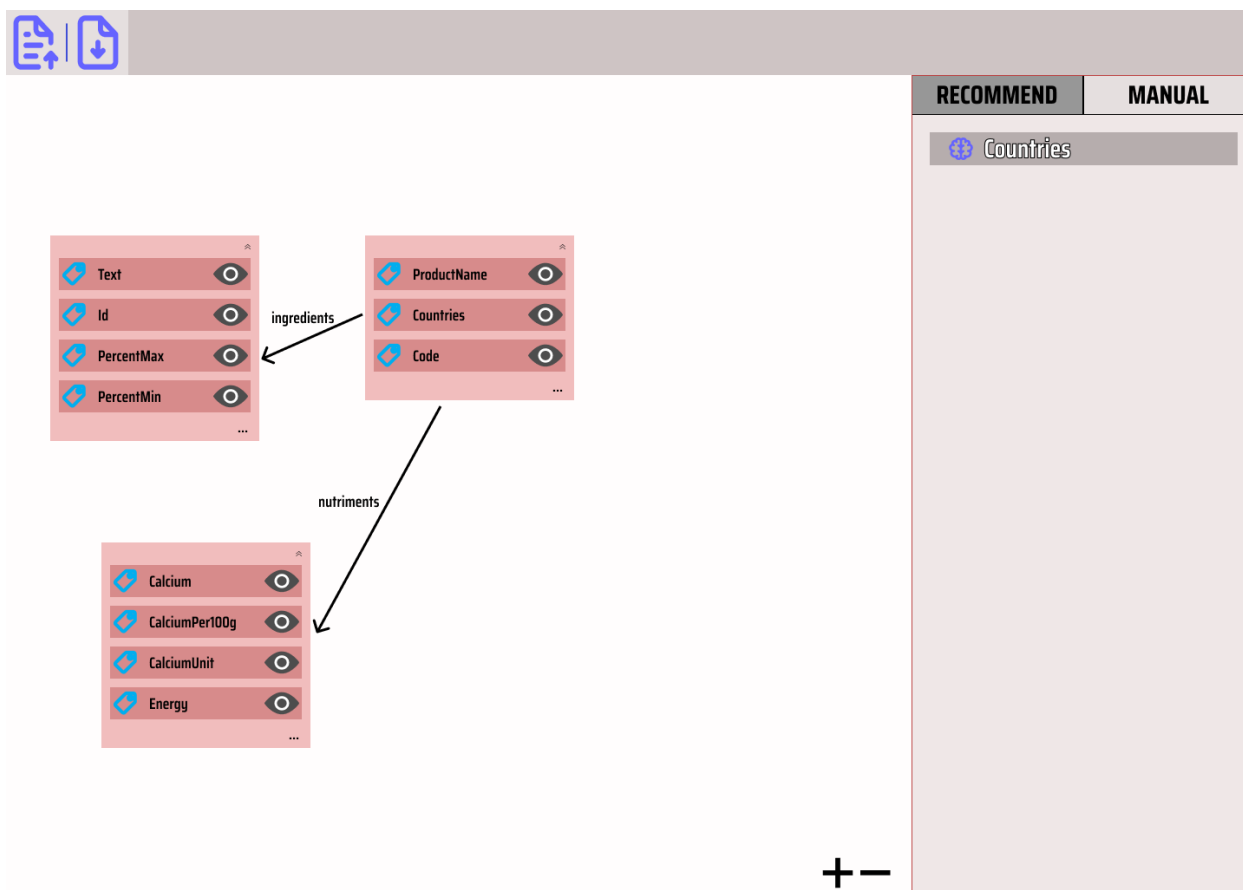 RECOMMEND
MANUAL
Countries
Text
Id
PercentMax
PercentMin
...
ingredients
ProductName
Countries
Code
...
nutriments
Calcium
CalciumPer100g
CalciumUnit
Energy
...